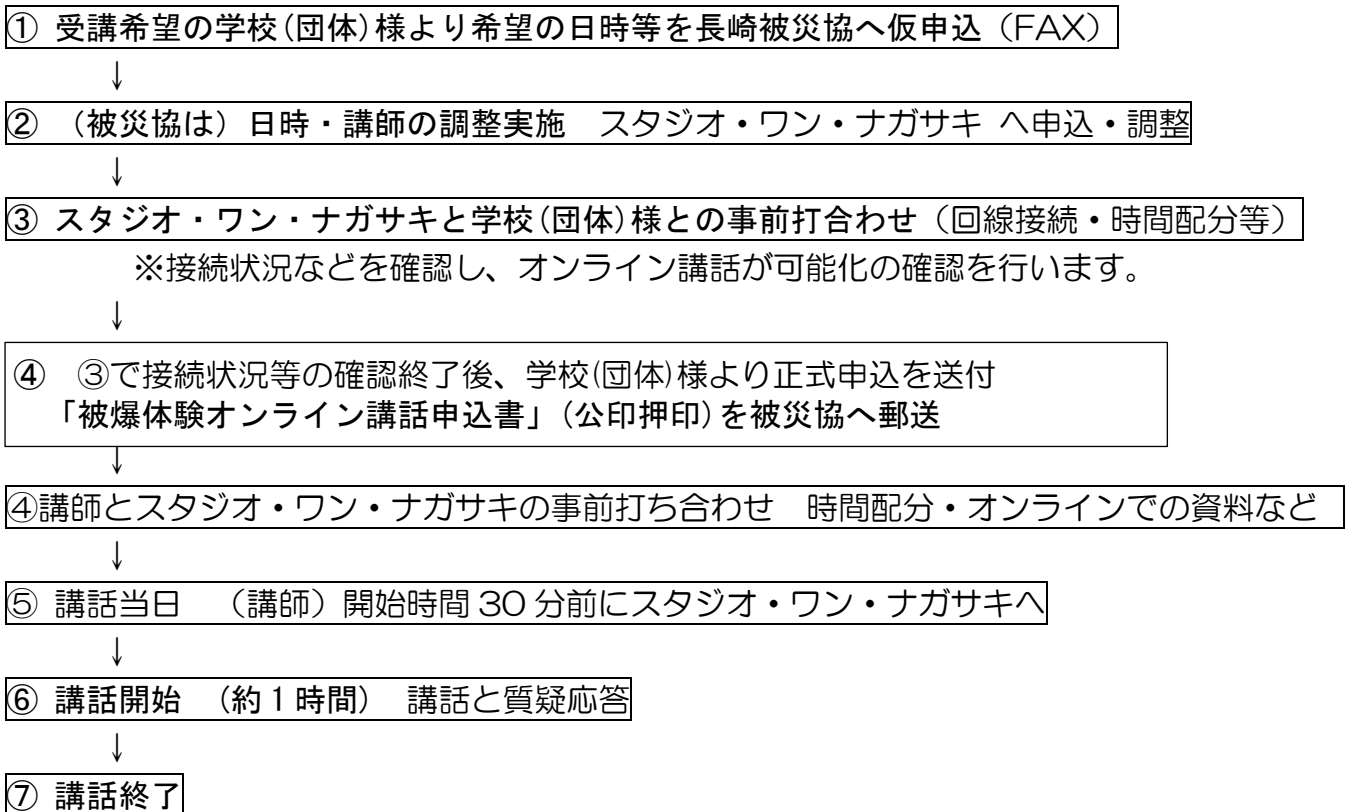 ① 受講希望の学校(団体)様より希望の日時等を長崎被災協へ仮申込（FAX）
↓
② （被災協は）日時・講師の調整実施　スタジオ・ワン・ナガサキ へ申込・調整
↓
③ スタジオ・ワン・ナガサキと学校(団体)様との事前打合わせ（回線接続・時間配分等）
※接続状況などを確認し、オンライン講話が可能化の確認を行います。
↓
④　③で接続状況等の確認終了後、学校(団体)様より正式申込を送付
「被爆体験オンライン講話申込書」(公印押印)を被災協へ郵送
↓
④講師とスタジオ・ワン・ナガサキの事前打ち合わせ　時間配分・オンラインでの資料など
↓
⑤ 講話当日　（講師）開始時間 30 分前にスタジオ・ワン・ナガサキへ
↓
⑥ 講話開始　（約１時間）　講話と質疑応答
↓
⑦ 講話終了